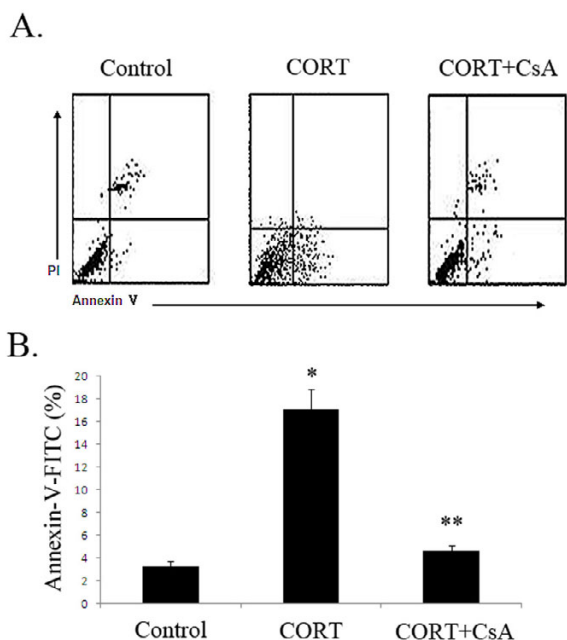 A.
Control CORT CORT+CsA
PI
Annexin V
B.
Annexin-V-FITC (%)
20
18
16
14
12
10
8
6
4
2
0
*
**
Control CORT CORT+CsA